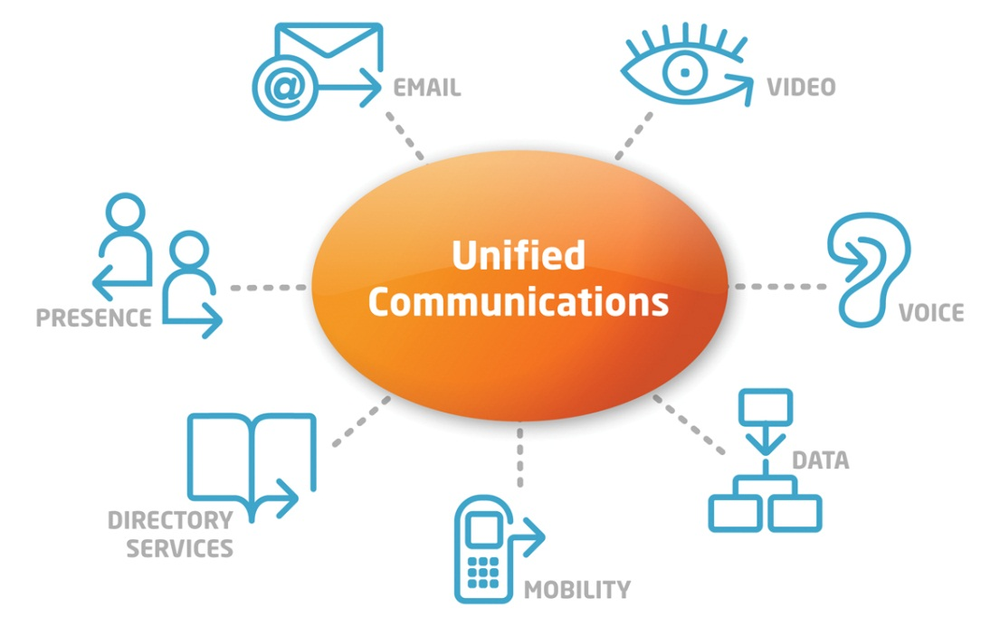 EMAIL
VIDEO
Unified
Communications
PRESENCE
VOICE
DATA
DIRECTORY
SERVICES
MOBILITY
@